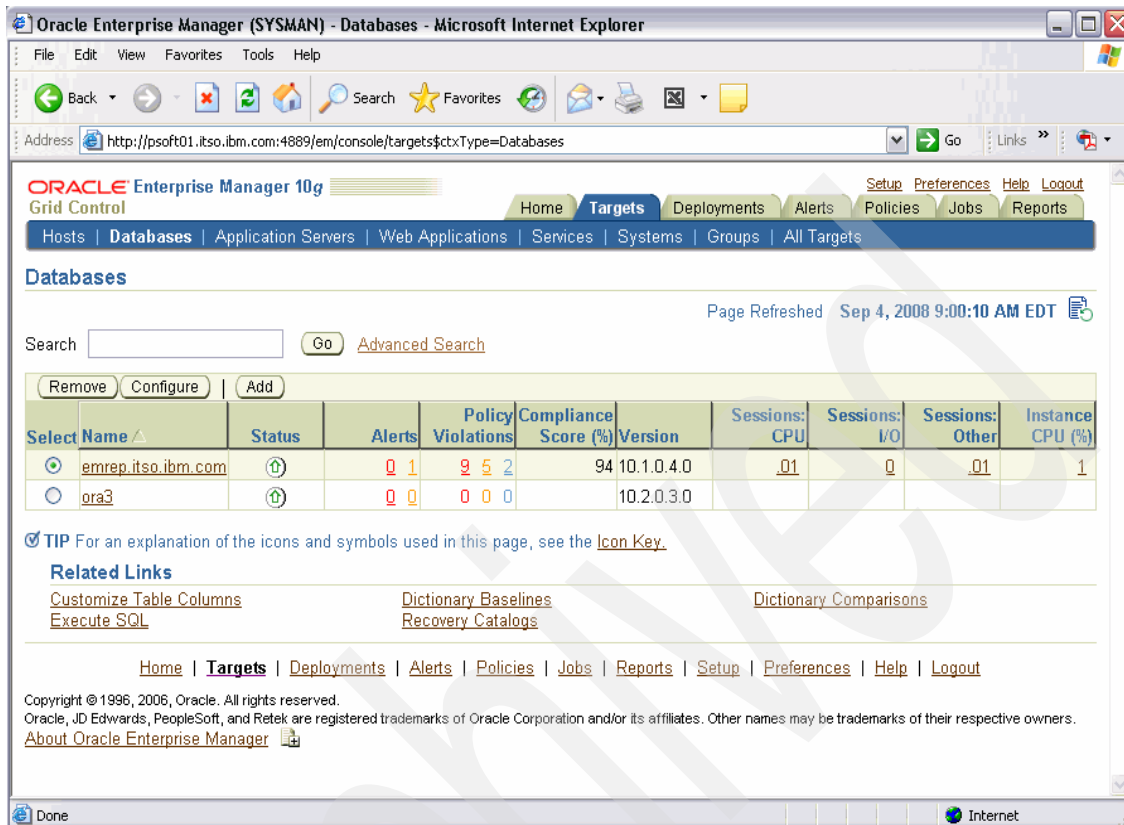 Oracle Enterprise Manager (SYSMAN) - Databases - Microsoft Internet Explorer
File Edit View Favorites Tools Help
Back Search Favorites
Address http://psoft01.itso.ibm.com:4889/em/console/targets$ctxType=Databases Go Links »
ORACLE Enterprise Manager 10g Setup Preferences Help Logout
Grid Control Home Targets Deployments Alerts Policies Jobs Reports
Hosts | Databases | Application Servers | Web Applications | Services | Systems | Groups | All Targets
Databases
Page Refreshed Sep 4, 2008 9:00:10 AM EDT
Search Go Advanced Search
Remove Configure | Add
Select Name Status Alerts Policy Violations Compliance Score (%) Version Sessions: CPU Sessions: I/O Sessions: Other Instance CPU (%)
emrep.itso.ibm.com 0 1 9 5 2 94 10.1.0.4.0 .01 0 .01 1
ora3 0 0 0 0 0 10.2.0.3.0
TIP For an explanation of the icons and symbols used in this page, see the Icon Key.
Related Links
Customize Table Columns Dictionary Baselines Dictionary Comparisons
Execute SQL Recovery Catalogs
Home | Targets | Deployments | Alerts | Policies | Jobs | Reports | Setup | Preferences | Help | Logout
Copyright © 1996, 2006, Oracle. All rights reserved.
Oracle, JD Edwards, PeopleSoft, and Retek are registered trademarks of Oracle Corporation and/or its affiliates. Other names may be trademarks of their respective owners.
About Oracle Enterprise Manager
Done Internet